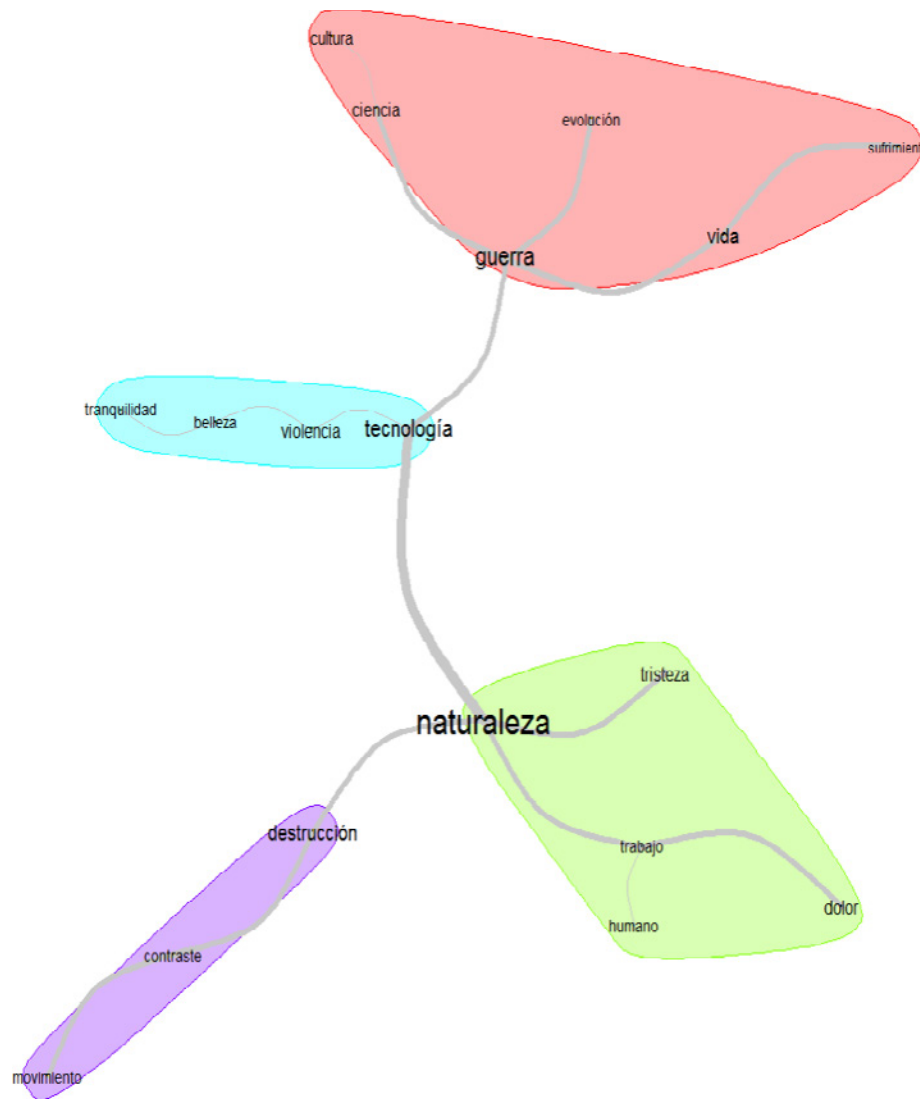 cultura
ciencia
evolución
sufrimient
vida
guerra
tranquilidad
belleza
violencia
tecnología
tristeza
naturaleza
destrucción
trabajo
dolor
humano
contraste
movimiento